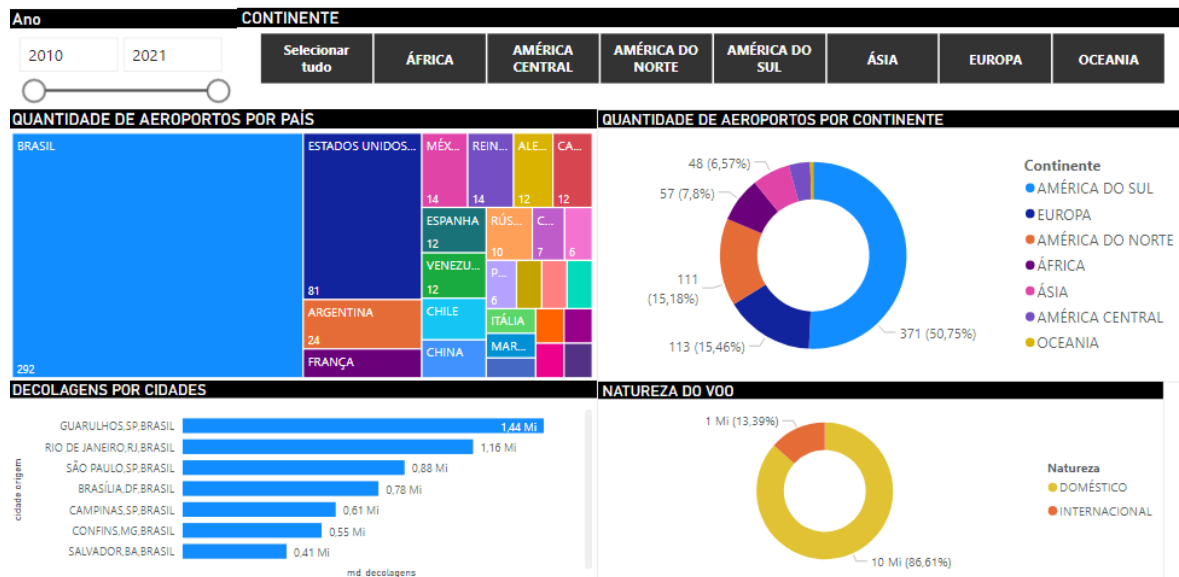 Ano
CONTINENTE
2010
2021
Selecionar
tudo
ÁFRICA
AMÉRICA
CENTRAL
AMÉRICA DO
NORTE
AMÉRICA DO
SUL
ÁSIA
EUROPA
OCEANIA
QUANTIDADE DE AEROPORTOS POR PAÍS
BRASIL
292
ESTADOS UNIDOS...
81
ARGENTINA
24
FRANÇA
MÉX...
14
REIN...
14
ALE...
12
CA...
12
ESPANHA
12
RÚS...
10
C...
7
6
VENEZU...
12
P...
6
CHILE
ITÁLIA
CHINA
MAR...
QUANTIDADE DE AEROPORTOS POR CONTINENTE
48 (6,57%)
57 (7,8%)
111
(15,18%)
113 (15,46%)
371 (50,75%)
Continente
AMÉRICA DO SUL
EUROPA
AMÉRICA DO NORTE
ÁFRICA
ÁSIA
AMÉRICA CENTRAL
OCEANIA
DECOLAGENS POR CIDADES
cidade origem
GUARULHOS,SP,BRASIL
1,44 Mi
RIO DE JANEIRO,RJ,BRASIL
1,16 Mi
SÃO PAULO,SP,BRASIL
0,88 Mi
BRASÍLIA,DF,BRASIL
0,78 Mi
CAMPINAS,SP,BRASIL
0,61 Mi
CONFINS,MG,BRASIL
0,55 Mi
SALVADOR,BA,BRASIL
0,41 Mi
md_decolagens
NATUREZA DO VOO
1 Mi (13,39%)
10 Mi (86,61%)
Natureza
DOMÉSTICO
INTERNACIONAL